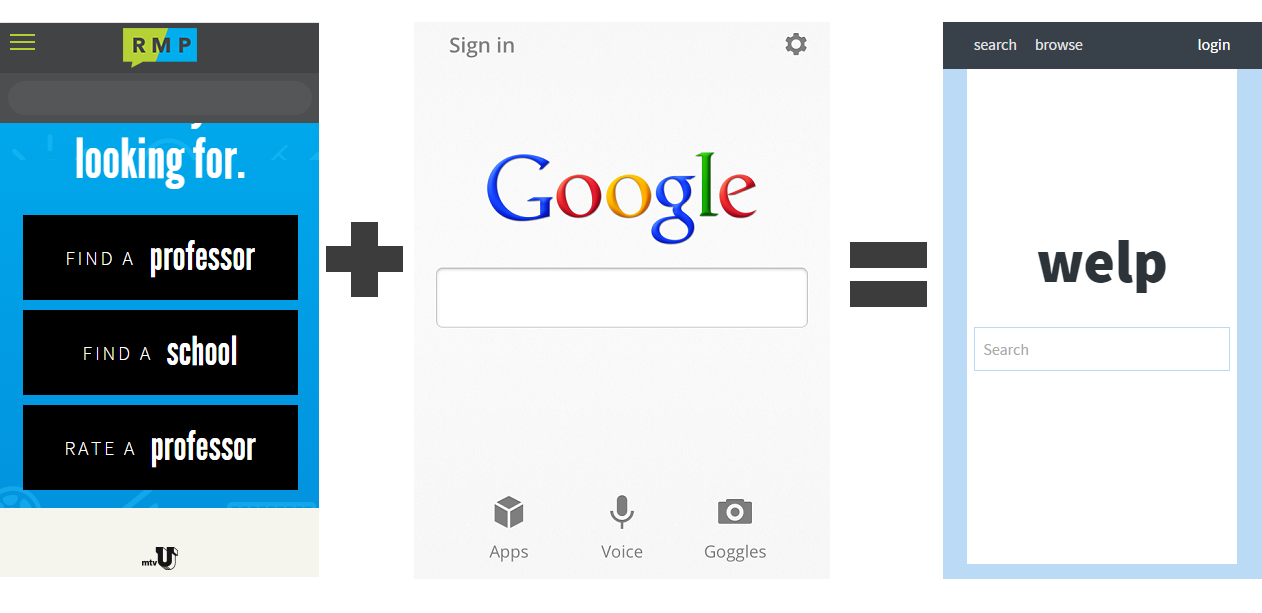 RMP
looking for.
FIND A professor
FIND A school
RATE A professor
mtvU
Sign in
Google
Apps
Voice
Goggles
search browse login
welp
Search